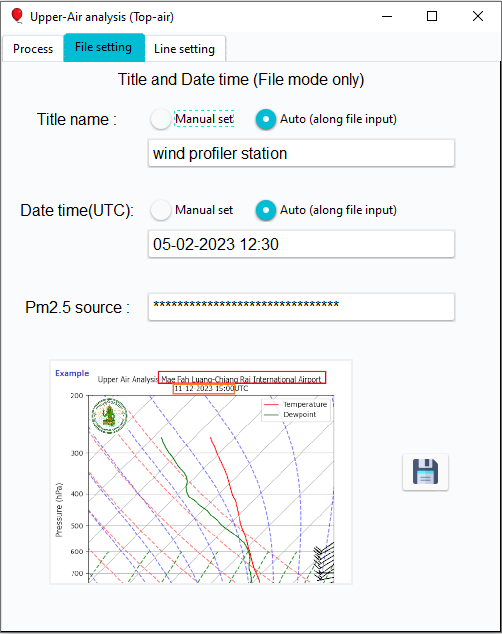 Upper-Air analysis (Top-air)
Process File setting Line setting
Title and Date time (File mode only)
Title name : Manual set Auto (along file input)
wind profiler station
Date time(UTC): Manual set Auto (along file input)
05-02-2023 12:30
Pm2.5 source : *******************************
Example
Upper Air Analysis Mae Fah Luang-Chiang Rai International Airport
11-12-2023 15:00UTC
200
Temperature
Dewpoint
300
400
Pressure (hPa)
500
600
700